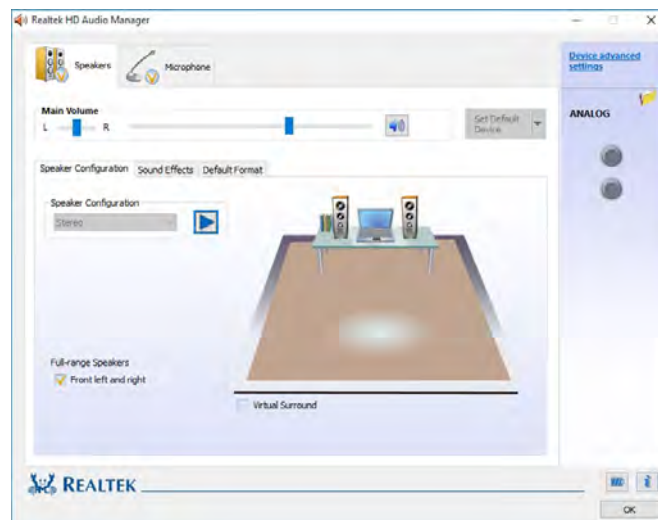 Realtek HD Audio Manager
Speakers
Microphone
Device advanced
settings
Main Volume
L R
Set Default
Device
ANALOG
Speaker Configuration Sound Effects Default Format
Speaker Configuration
Stereo
Full-range Speakers
Front left and right
Virtual Surround
REALTEK
OK